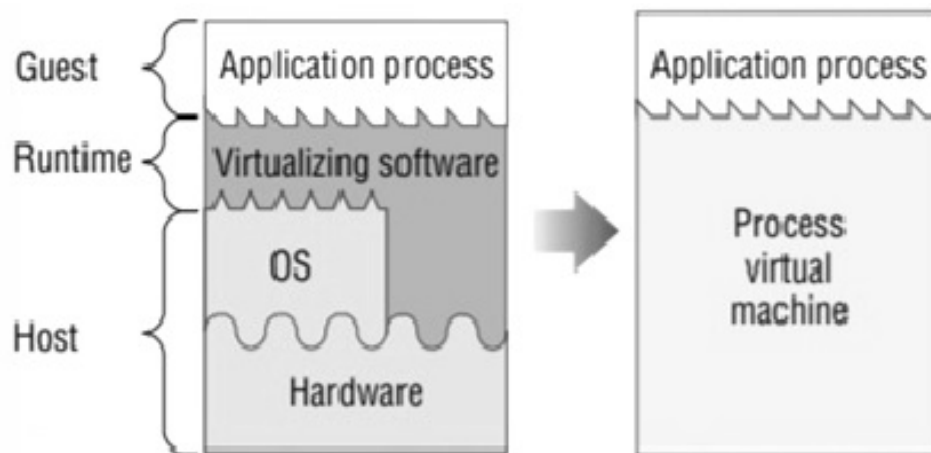 Guest
Runtime
Host
Application process
Virtualizing software
OS
Hardware
Application process
Process
virtual
machine